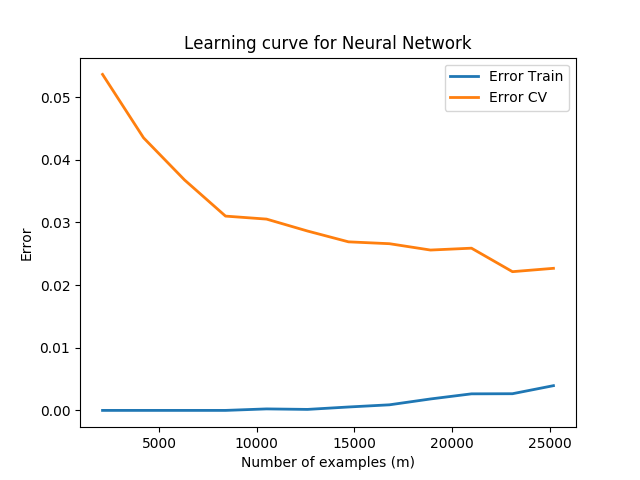 Learning curve for Neural Network
Error Train
Error CV
0.05
0.04
0.03
0.02
0.01
0.00
Error
5000 10000 15000 20000 25000
Number of examples (m)